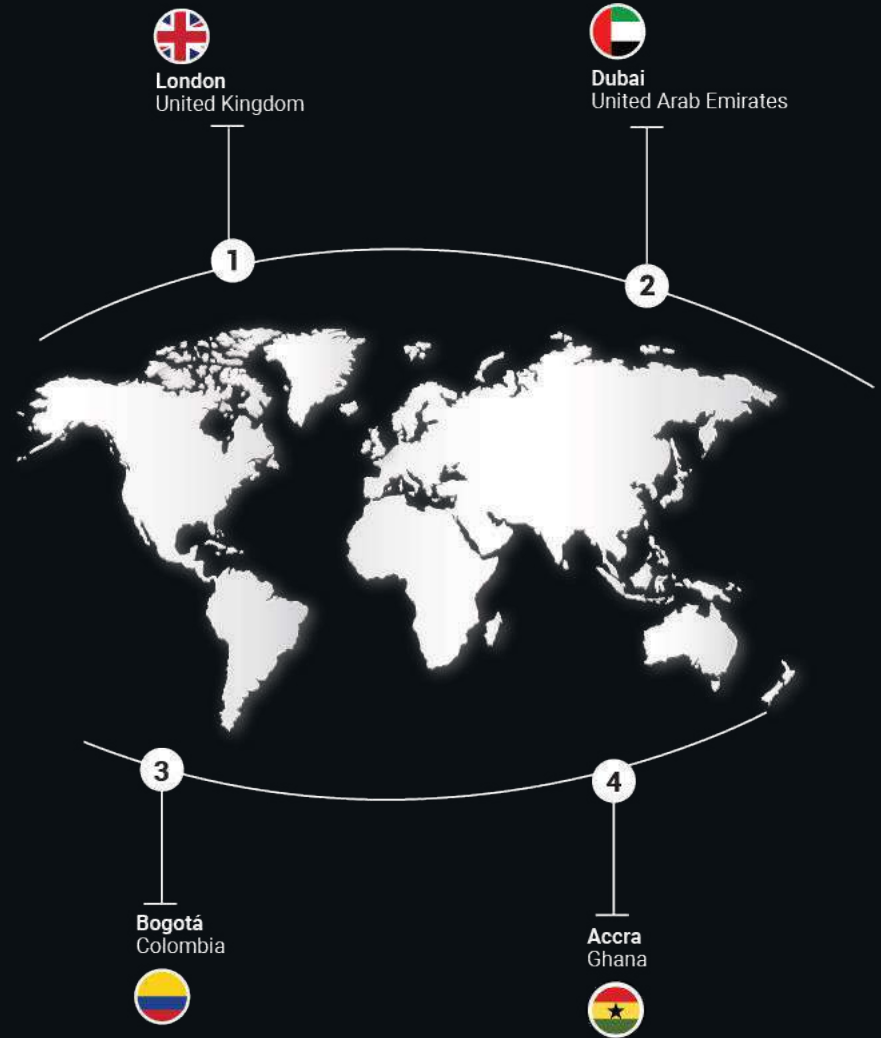 London
United Kingdom
Dubai
United Arab Emirates
1
2
3
4
Bogotá
Colombia
Accra
Ghana